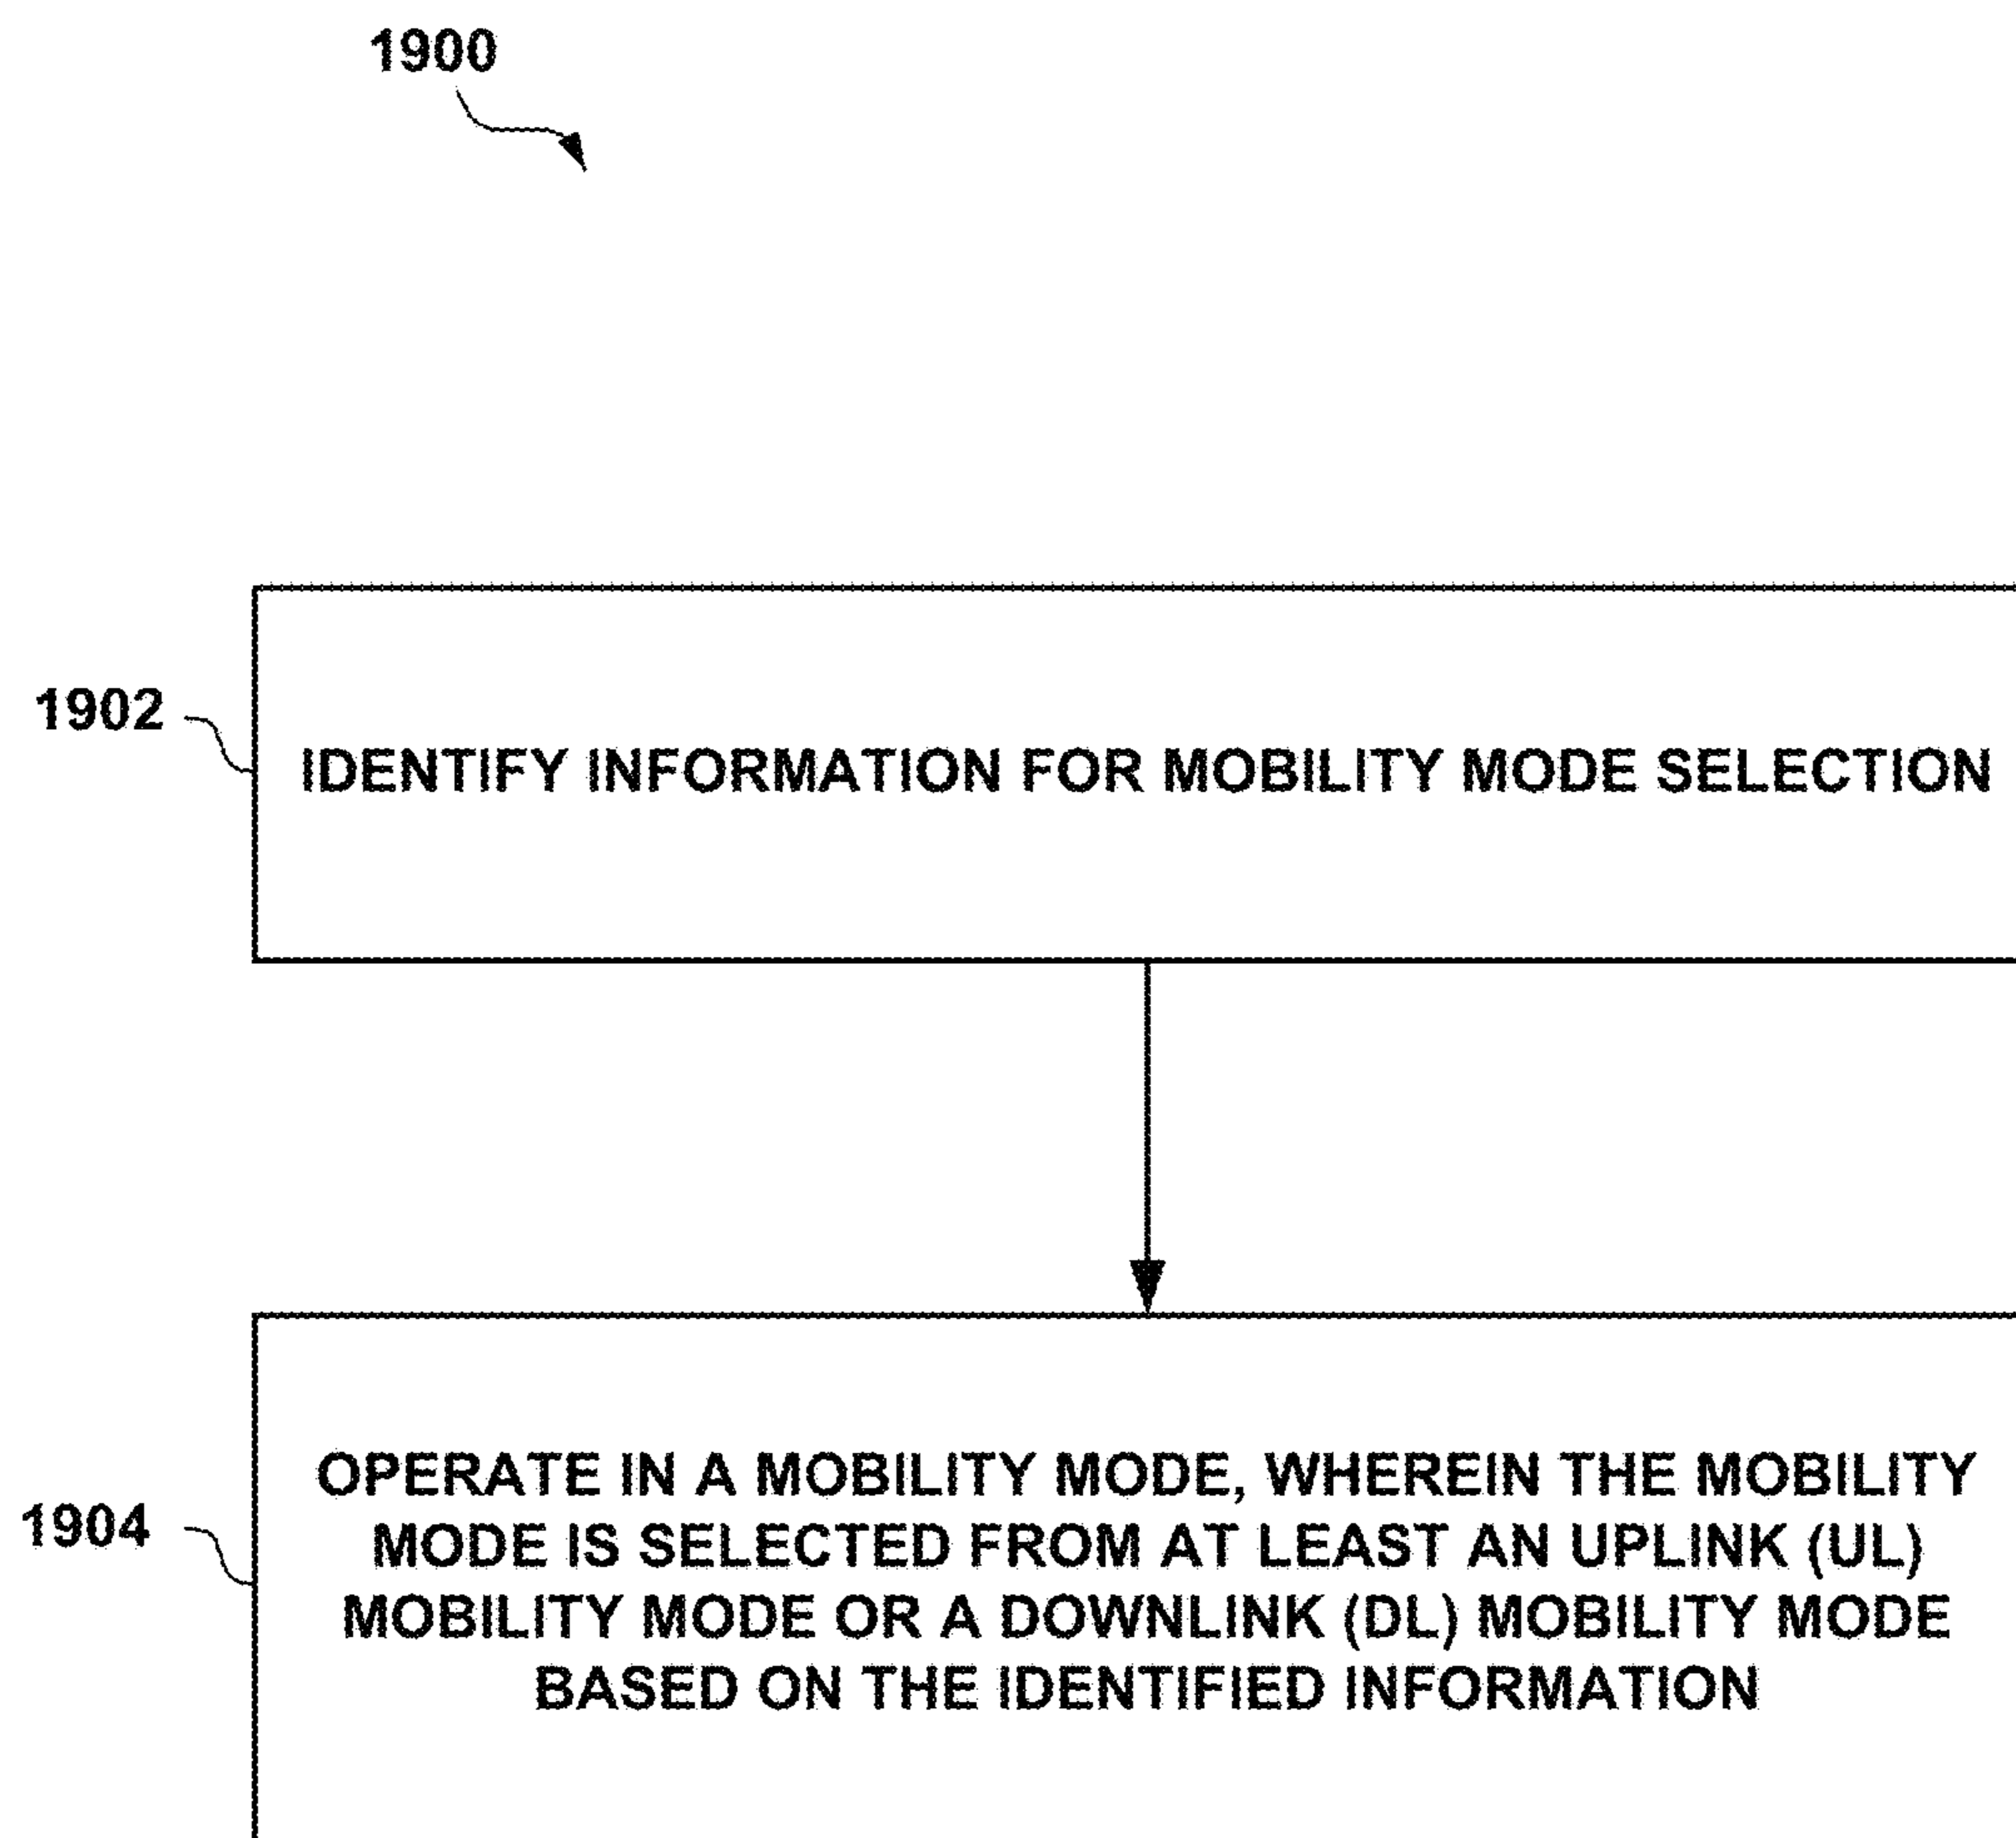 1900
1902
IDENTIFY INFORMATION FOR MOBILITY MODE SELECTION
OPERATE IN A MOBILITY MODE, WHEREIN THE MOBILITY
MODE IS SELECTED FROM AT LEAST AN UPLINK (UL)
1904
MOBILITY MODE OR A DOWNLINK (DL) MOBILITY MODE
BASED ON THE IDENTIFIED INFORMATION